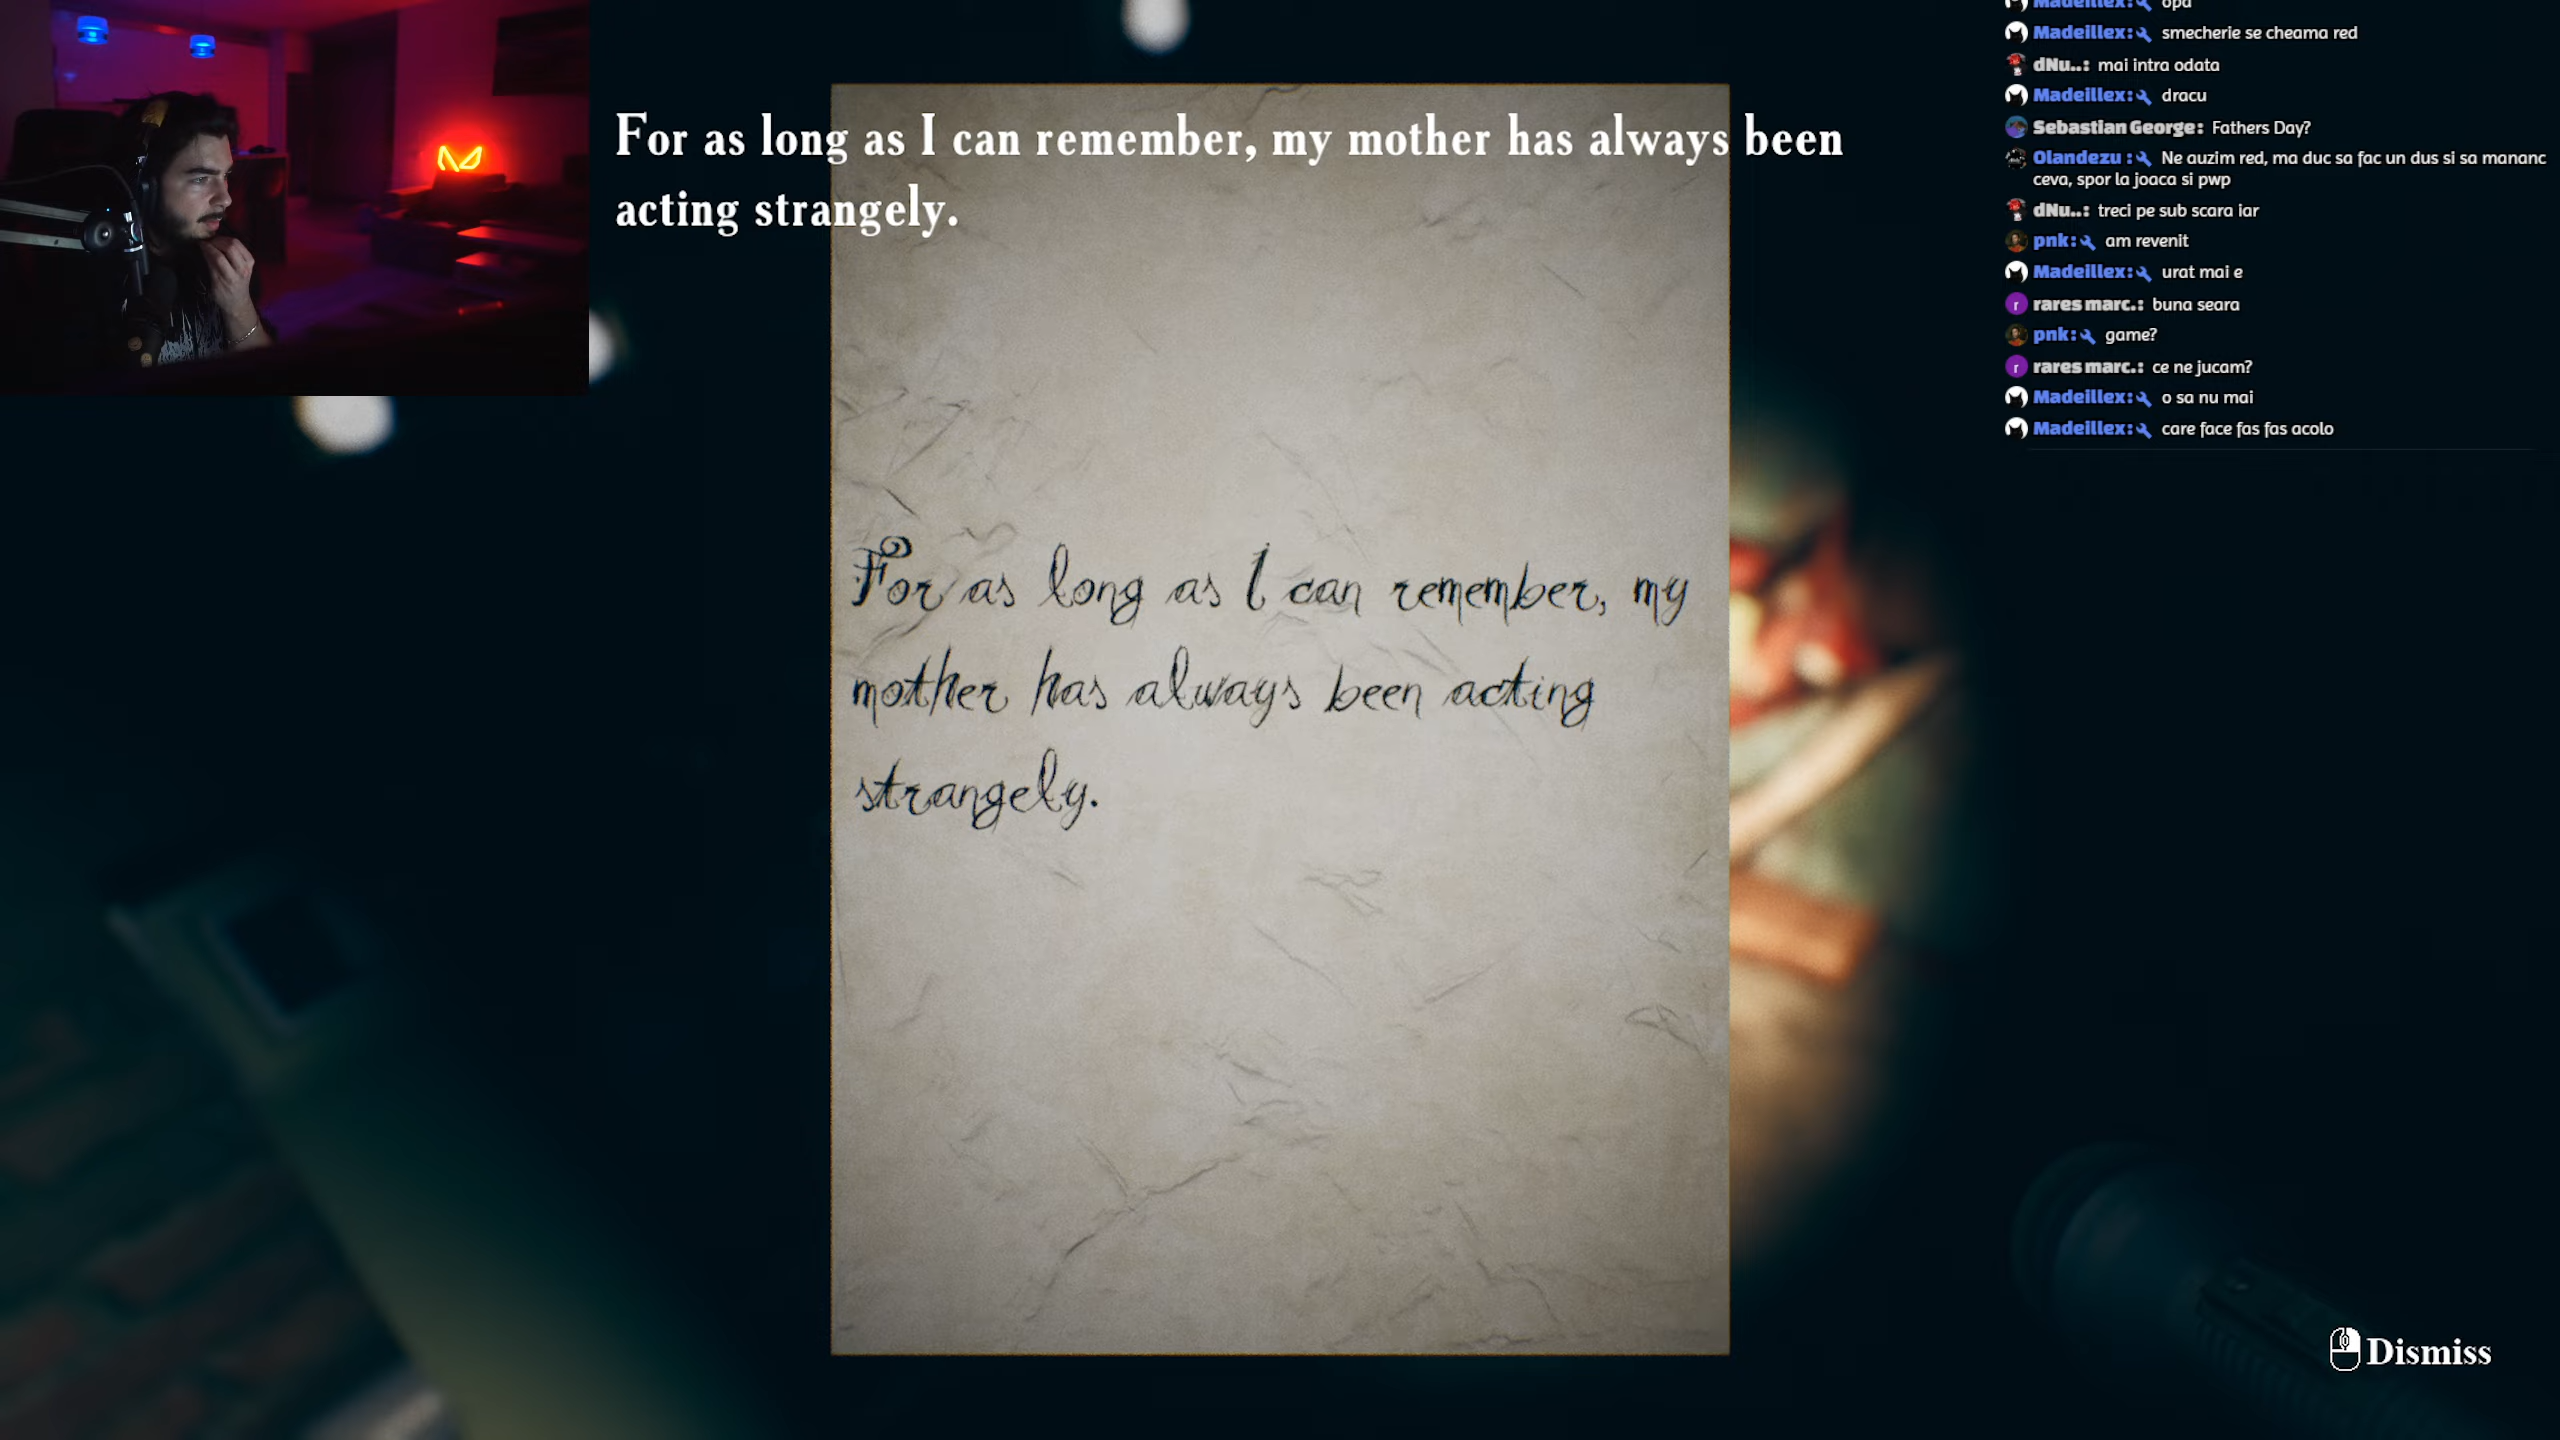 For as long as I can remember, my mother has always been
acting strangely.
For as long as I can remember, my
mother has always been acting
strangely.
Madeillex: opa
Madeillex: smecherie se cheama red
dNu..: mai intra odata
Madeillex: dracu
Sebastian George: Fathers Day?
Olandezu : Ne auzim red, ma duc sa fac un dus si sa mananc
ceva, spor la joaca si pwp
dNu..: treci pe sub scara iar
pnk: am revenit
Madeillex: urat mai e
r rares marc.: buna seara
pnk: game?
r rares marc.: ce ne jucam?
Madeillex: o sa nu mai
Madeillex: care face fas fas acolo
Dismiss